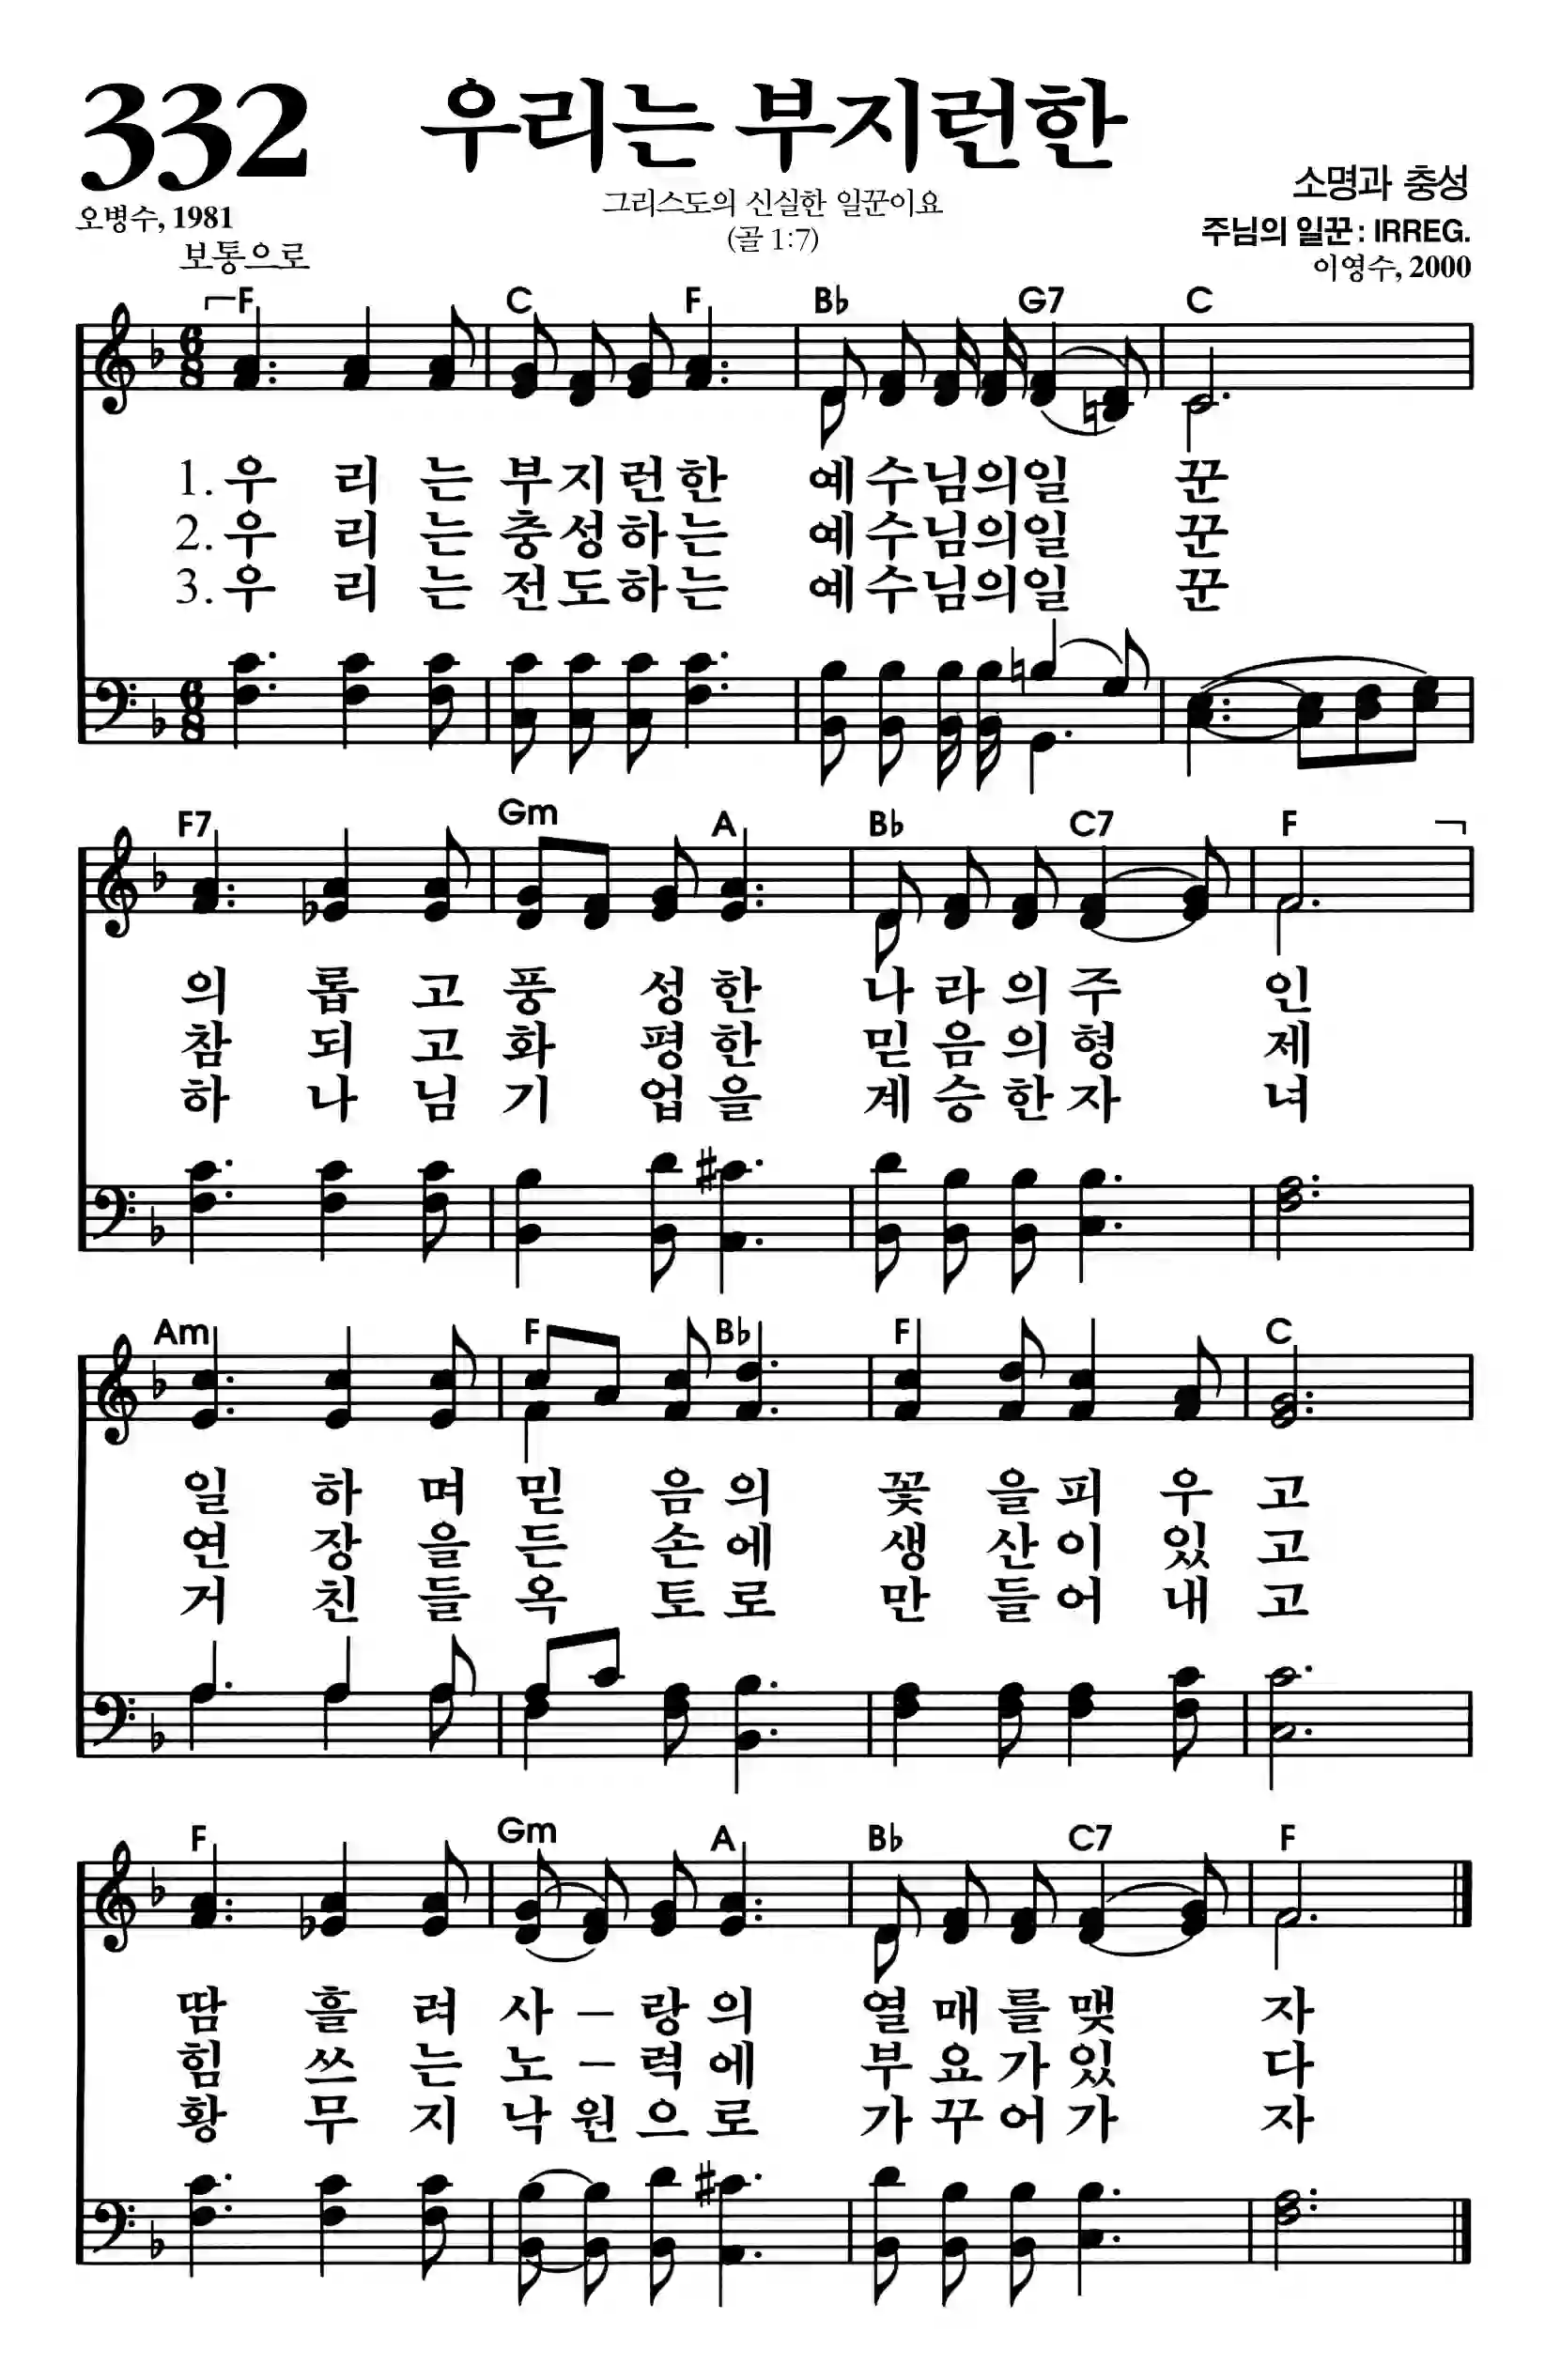 332 우리는 부지런한
소명과 충성
오병수, 1981
그리스도의 신실한 일꾼이요
(골 1:7)
주님의 일꾼 : IRREG.
이영수, 2000
보통으로
F C F B♭ G7 C
1. 우 리 는 부 지 런 한 예 수 님 의 일 꾼
2. 우 리 는 충 성 하 는 예 수 님 의 일 꾼
3. 우 리 는 전 도 하 는 예 수 님 의 일 꾼
F7 Gm A B♭ C7 F
의 롭 고 풍 성 한 나 라 의 주 인
참 되 고 화 평 한 믿 음 의 형 제
하 나 님 기 업 을 계 승 한 자 녀
Am F B♭ F C
일 하 며 믿 음 의 꽃 을 피 우 고
연 장 을 든 손 에 생 산 이 있 고
거 친 들 옥 토 로 만 들 어 내 고
F Gm A B♭ C7 F
땀 흘 려 사 – 랑 의 열 매 를 맺 자
힘 쓰 는 노 – 력 에 부 요 가 있 다
황 무 지 낙 원 으 로 가 꾸 어 가 자